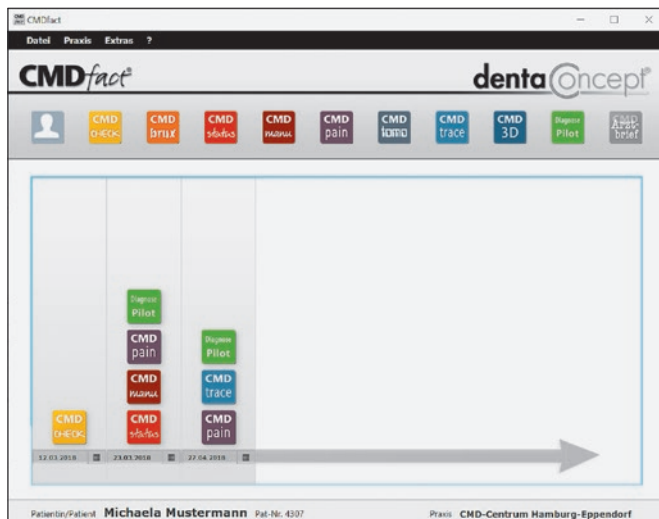 CMDfact
Datei Praxis Extras ?
CMDfact® dentaConcept®
CMD CHECK CMD brux CMD status CMD manu CMD pain CMD tomo CMD trace CMD 3D Diagnose Pilot CMD Arzt-brief
Diagnose Pilot
CMD pain Diagnose Pilot
CMD manu CMD trace
CMD CHECK CMD status CMD pain
12.03.2018 23.03.2018 27.04.2018
Patientin/Patient Michaela Mustermann Pat-Nr. 4307 Praxis CMD-Centrum Hamburg-Eppendorf